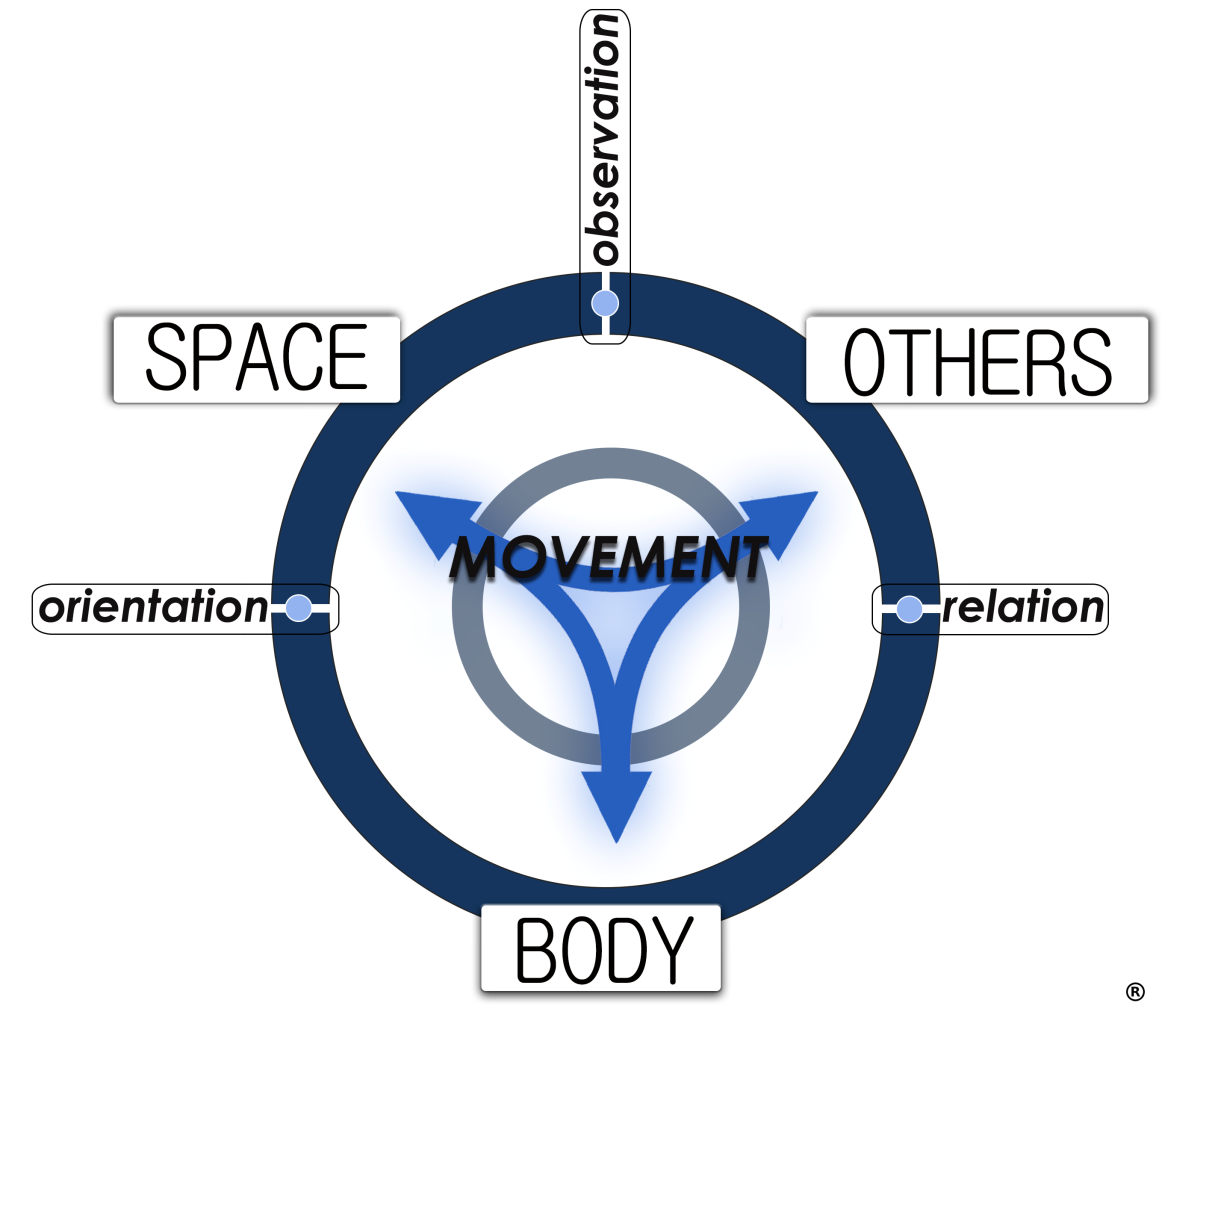 observation
SPACE
OTHERS
MOVEMENT
orientation
relation
BODY
®